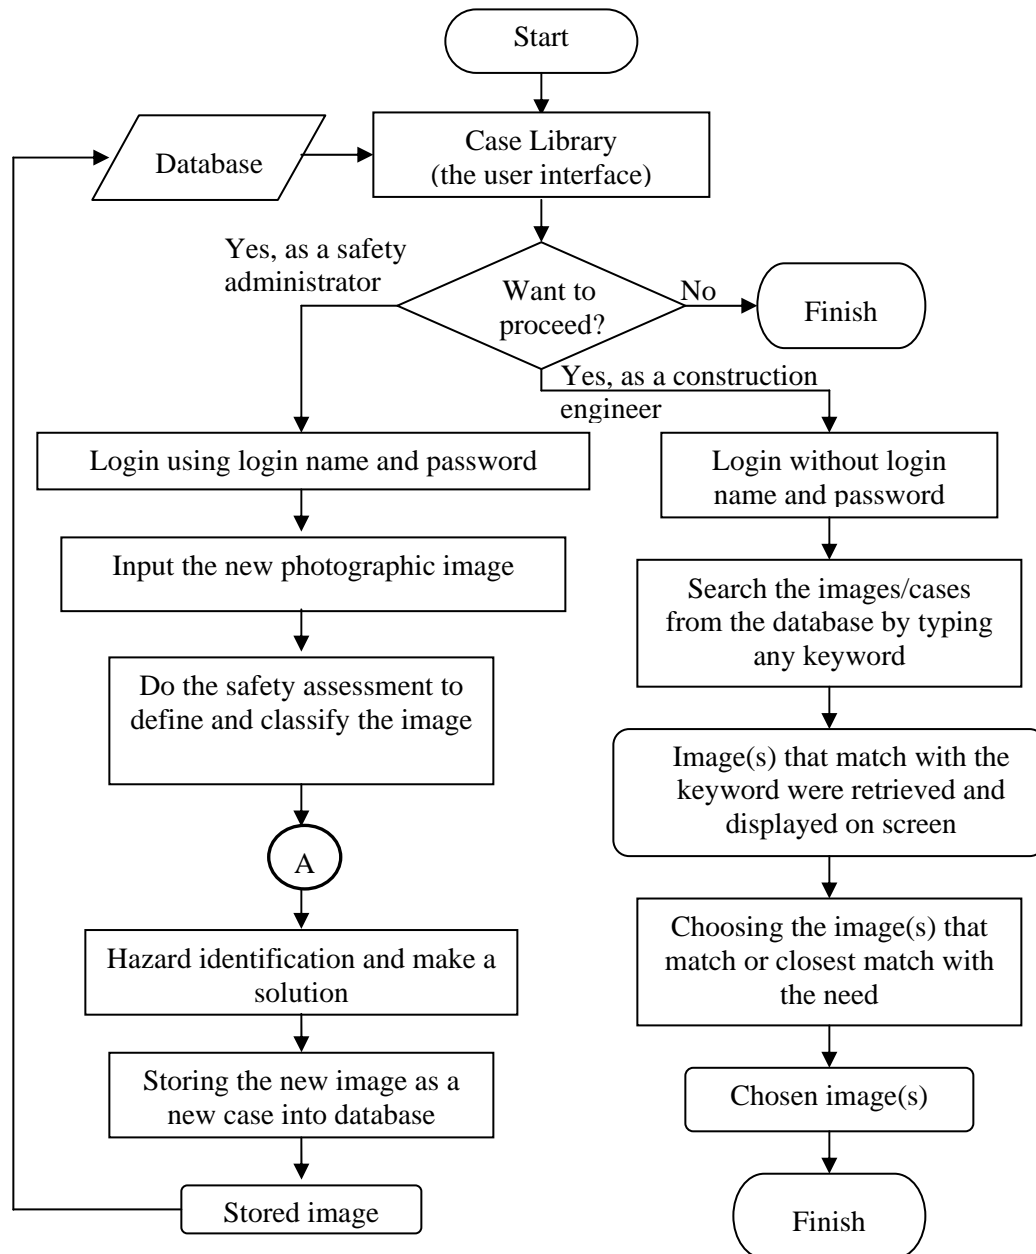 Start
Database
Case Library
(the user interface)
Yes, as a safety
administrator
Want to
proceed?
No
Finish
Yes, as a construction
engineer
Login using login name and password
Input the new photographic image
Do the safety assessment to
define and classify the image
A
Hazard identification and make a
solution
Storing the new image as a
new case into database
Stored image
Login without login
name and password
Search the images/cases
from the database by typing
any keyword
Image(s) that match with the
keyword were retrieved and
displayed on screen
Choosing the image(s) that
match or closest match with
the need
Chosen image(s)
Finish